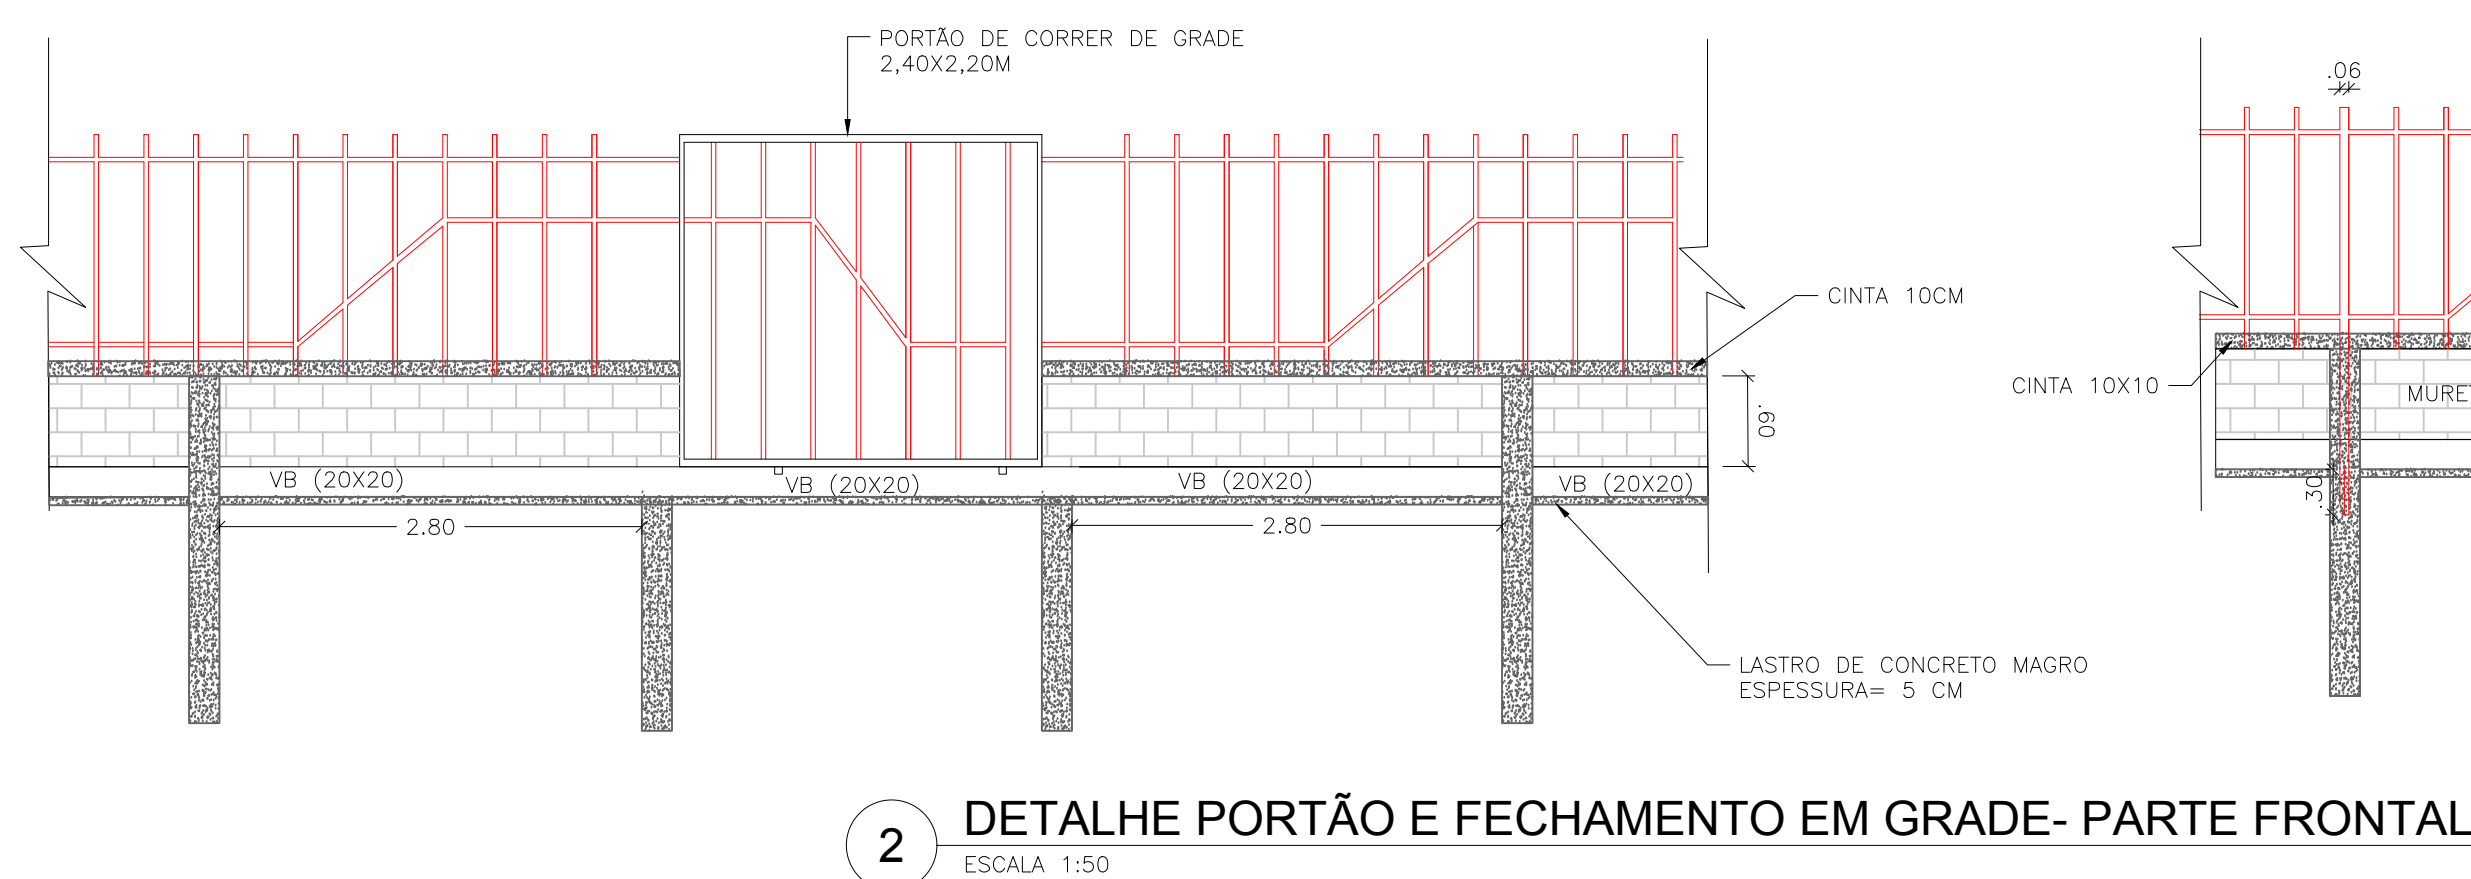 PORTÃO DE CORRER DE GRADE
2,40X2,20M
.06
CINTA 10CM
CINTA 10X10
MURE
.60
VB (20X20)
VB (20X20)
VB (20X20)
VB (20X20)
.30
2.80
2.80
LASTRO DE CONCRETO MAGRO
ESPESSURA= 5 CM
2
DETALHE PORTÃO E FECHAMENTO EM GRADE- PARTE FRONTAL
ESCALA 1:50